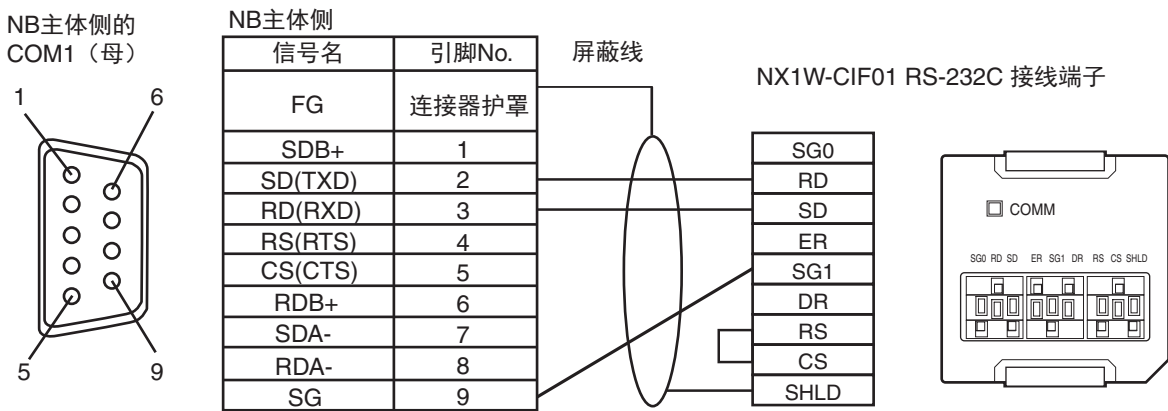 NB主体侧的
COM1（母）
1
6
5
9
NB主体侧
信号名 引脚No.
FG 连接器护罩
SDB+ 1
SD(TXD) 2
RD(RXD) 3
RS(RTS) 4
CS(CTS) 5
RDB+ 6
SDA- 7
RDA- 8
SG 9
屏蔽线
NX1W-CIF01 RS-232C 接线端子
SG0
RD
SD
ER
SG1
DR
RS
CS
SHLD
COMM
SG0 RD SD ER SG1 DR RS CS SHLD